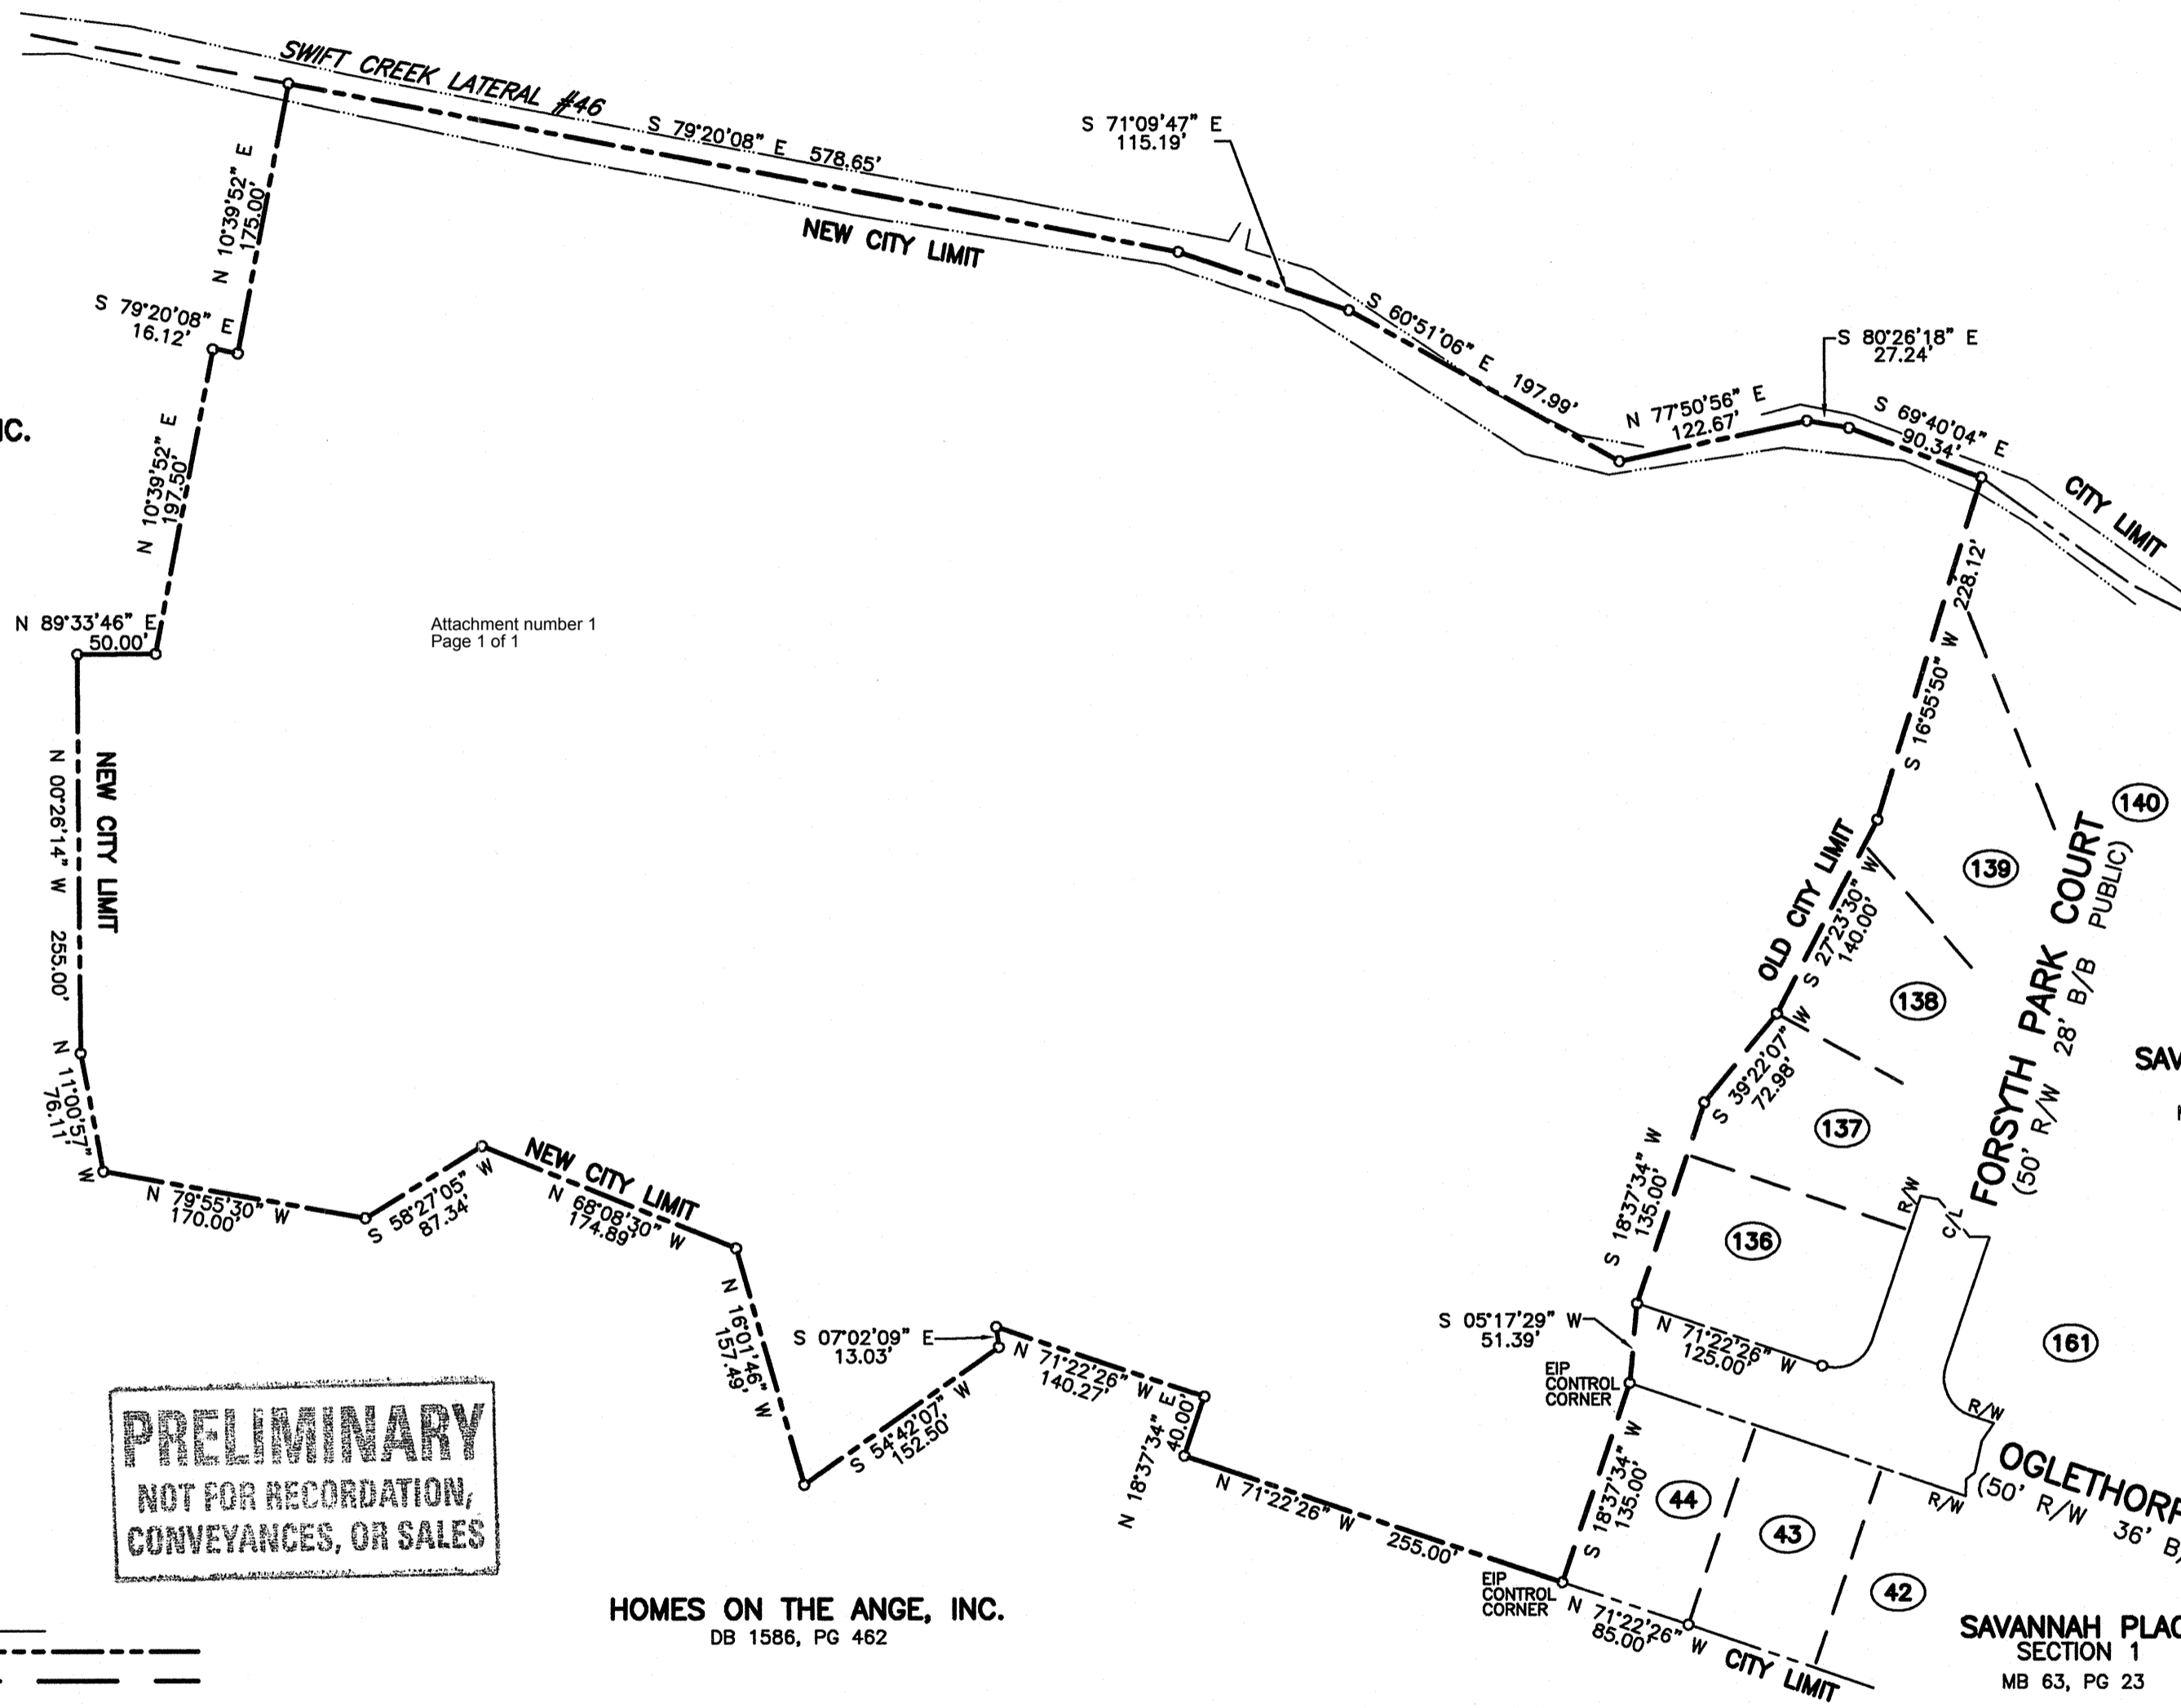 SWIFT CREEK LATERAL #46
S 79°20'08" E 578.65'
S 71°09'47" E
115.19'
NEW CITY LIMIT
N 10°39'52" E
175.00'
S 79°20'08" E
16.12'
S 60°51'06" E 197.99'
S 80°26'18" E
27.24'
N 77°50'56" E
122.67'
S 69°40'04" E
90.34'
CITY LIMIT
N 10°39'52" E
197.50'
N 89°33'46" E
50.00'
Attachment number 1
Page 1 of 1
228.12'
S 16°55'50" W
NEW CITY LIMIT
N 00°26'14" W 255.00'
140
139
OLD CITY LIMIT
S 27°23'30" W
140.00'
FORSYTH PARK COURT
(50' R/W 28' B/B PUBLIC)
138
N 11°00'57" W
76.11'
S 39°22'07" W
72.98'
137
NEW CITY LIMIT
N 79°55'30" W
170.00'
S 58°27'05" W
87.34'
N 68°08'30" W
174.89'
S 18°37'34" W
135.00'
R/W
C/L
136
N 16°01'46" W
157.49'
S 07°02'09" E
13.03'
N 71°22'26" W
140.27'
S 05°17'29" W
51.39'
N 71°22'26" W
125.00'
161
EIP
CONTROL
CORNER
S 54°42'07" W
152.50'
N 18°37'34" E
40.00'
R/W
PRELIMINARY
NOT FOR RECORDATION,
CONVEYANCES, OR SALES
N 71°22'26" W 255.00'
S 18°37'34" W
135.00'
44
43
42
R/W
(50' R/W 36'
EIP
CONTROL
CORNER
N 71°22'26" W
85.00'
CITY LIMIT
HOMES ON THE ANGE, INC.
DB 1586, PG 462
SAVANNAH
SECTION 1
MB 63, PG 23